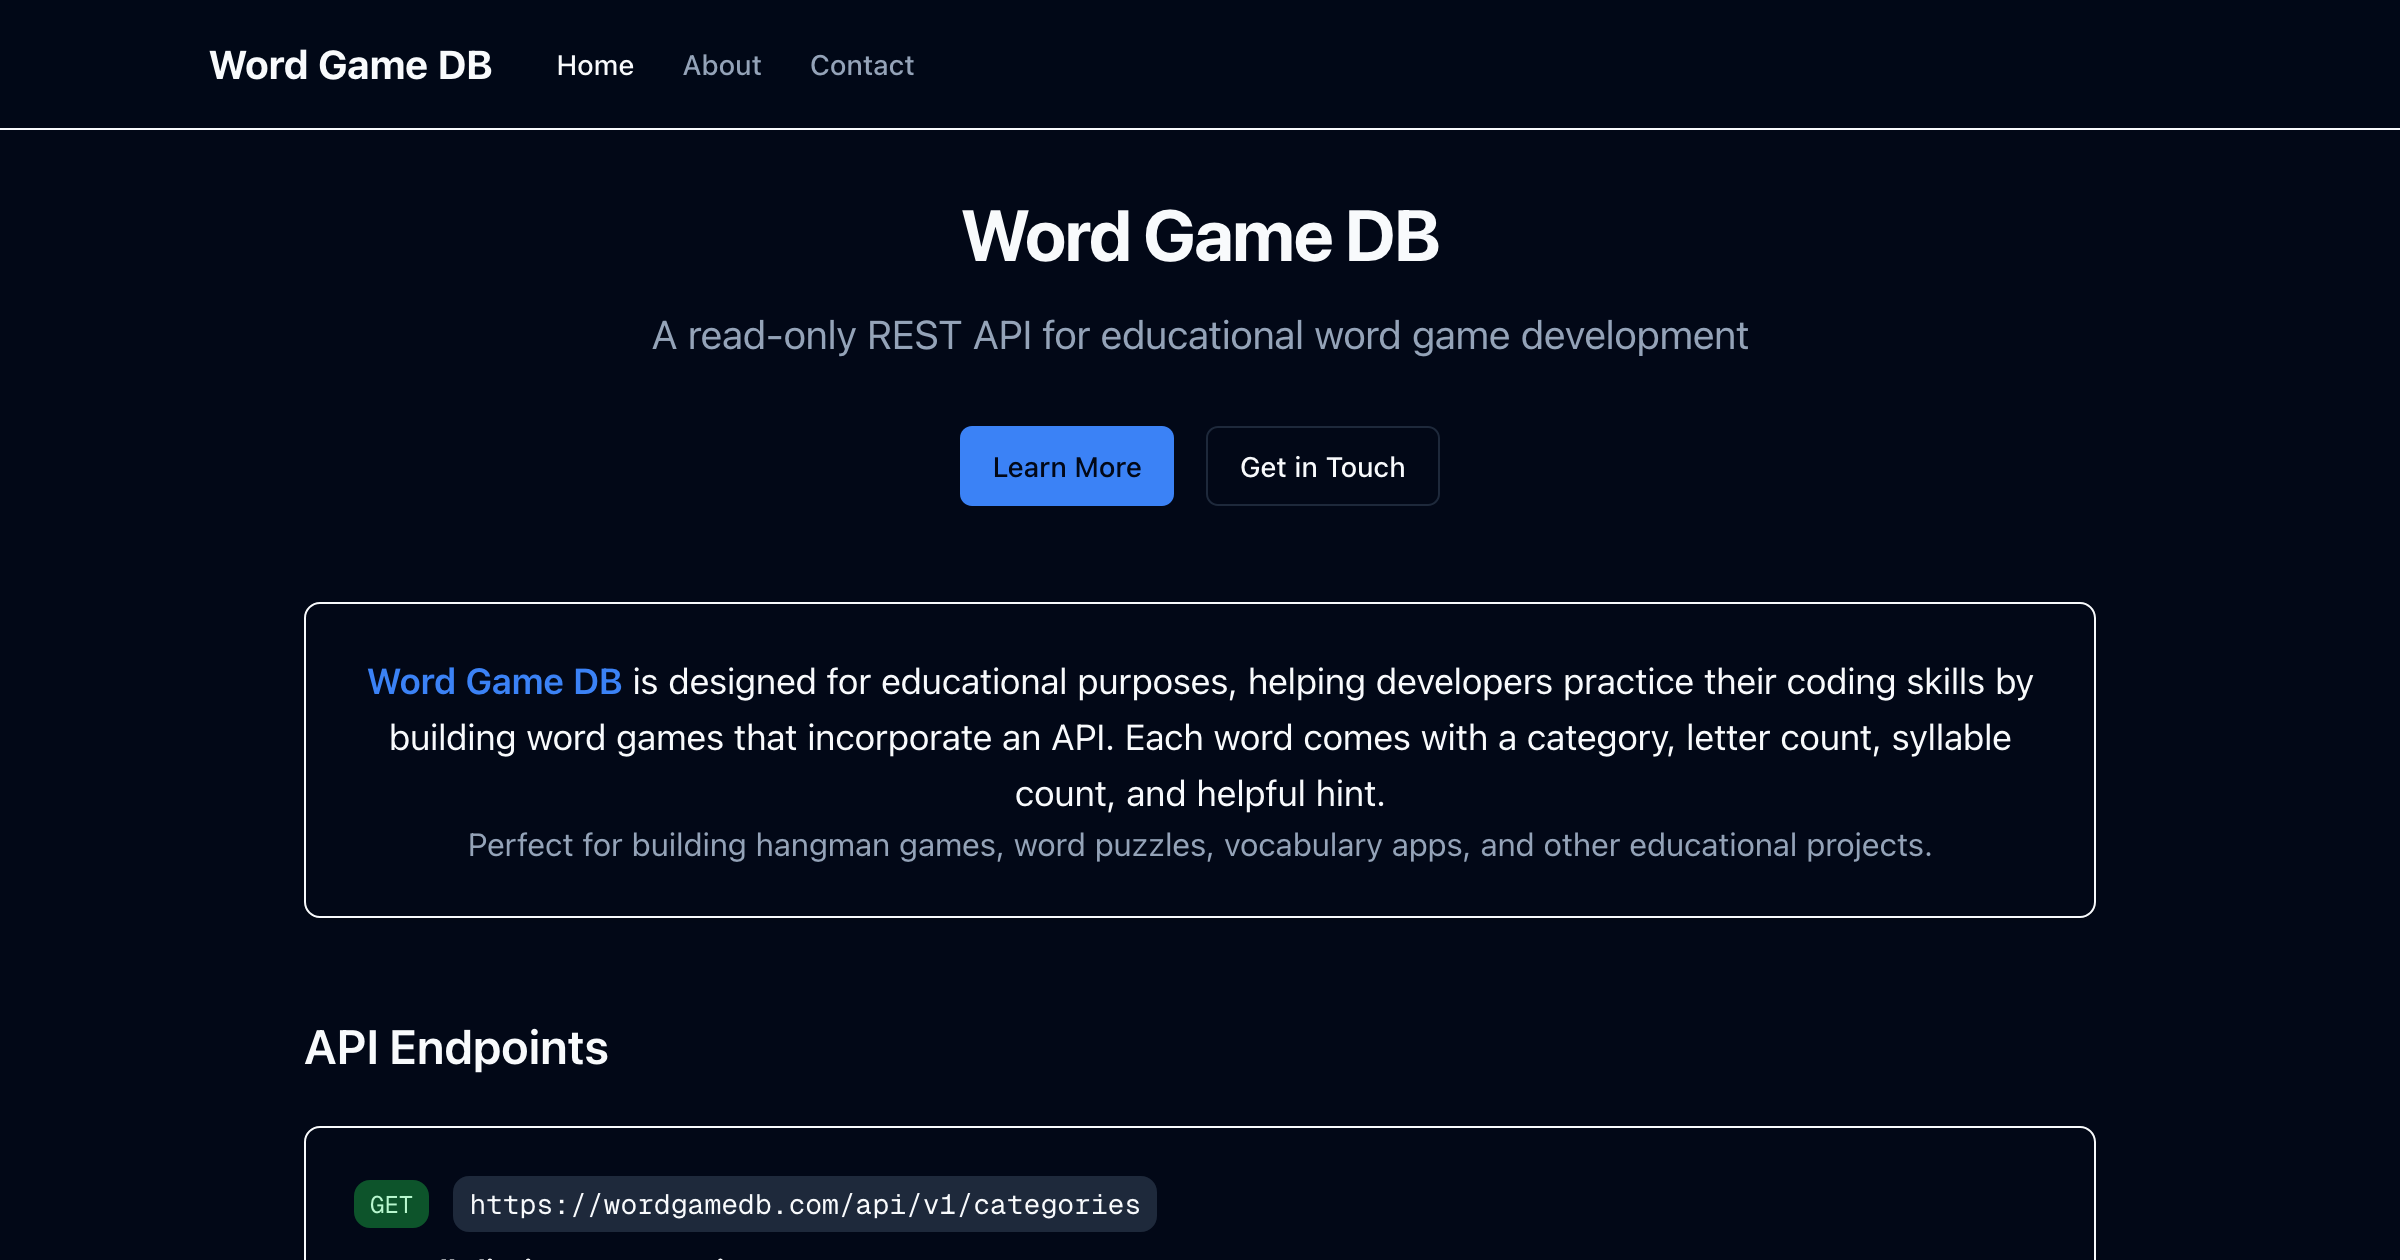 Word Game DB
Home
About
Contact
Word Game DB
A read-only REST API for educational word game development
Learn More
Get in Touch
Word Game DB is designed for educational purposes, helping developers practice their coding skills by
building word games that incorporate an API. Each word comes with a category, letter count, syllable
count, and helpful hint.
Perfect for building hangman games, word puzzles, vocabulary apps, and other educational projects.
API Endpoints
GET
https://wordgamedb.com/api/v1/categories